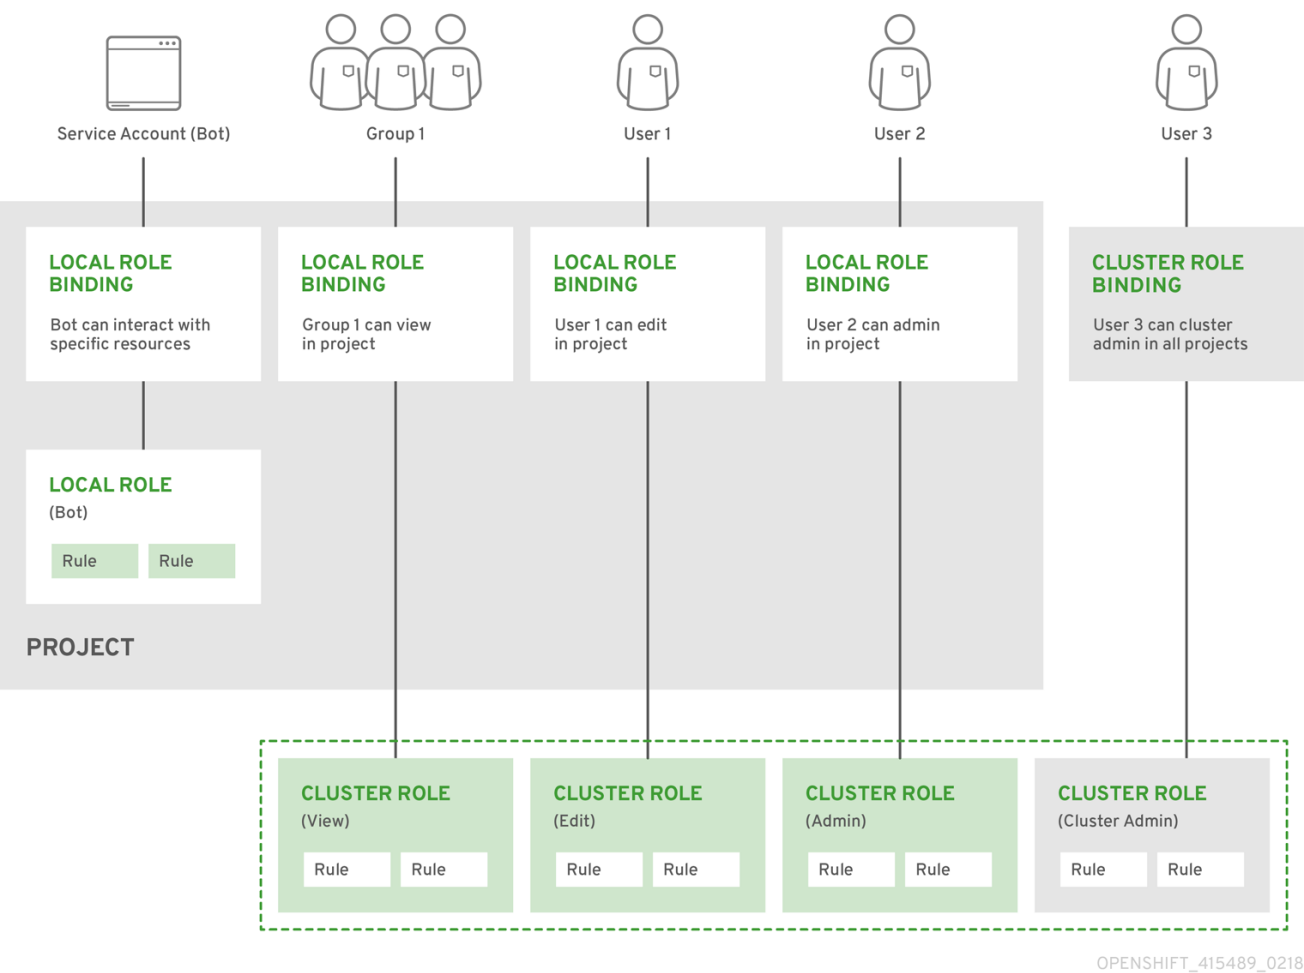 Service Account (Bot)
Group 1
User 1
User 2
User 3
LOCAL ROLE
BINDING
Bot can interact with
specific resources
LOCAL ROLE
BINDING
Group 1 can view
in project
LOCAL ROLE
BINDING
User 1 can edit
in project
LOCAL ROLE
BINDING
User 2 can admin
in project
CLUSTER ROLE
BINDING
User 3 can cluster
admin in all projects
LOCAL ROLE
(Bot)
Rule
Rule
PROJECT
CLUSTER ROLE
(View)
Rule
Rule
CLUSTER ROLE
(Edit)
Rule
Rule
CLUSTER ROLE
(Admin)
Rule
Rule
CLUSTER ROLE
(Cluster Admin)
Rule
Rule
OPENSHIFT_415489_0218